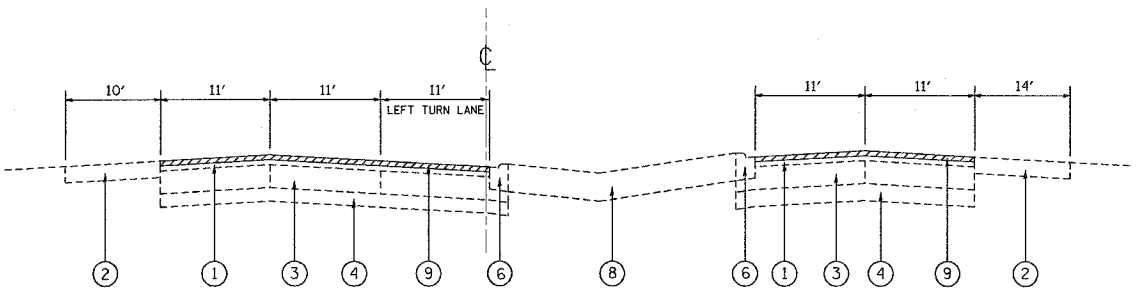 ℄
10' 11' 11' 11' 11' 11' 14'
LEFT TURN LANE
2 1 3 4 9 6 8 6 1 3 4 9 2